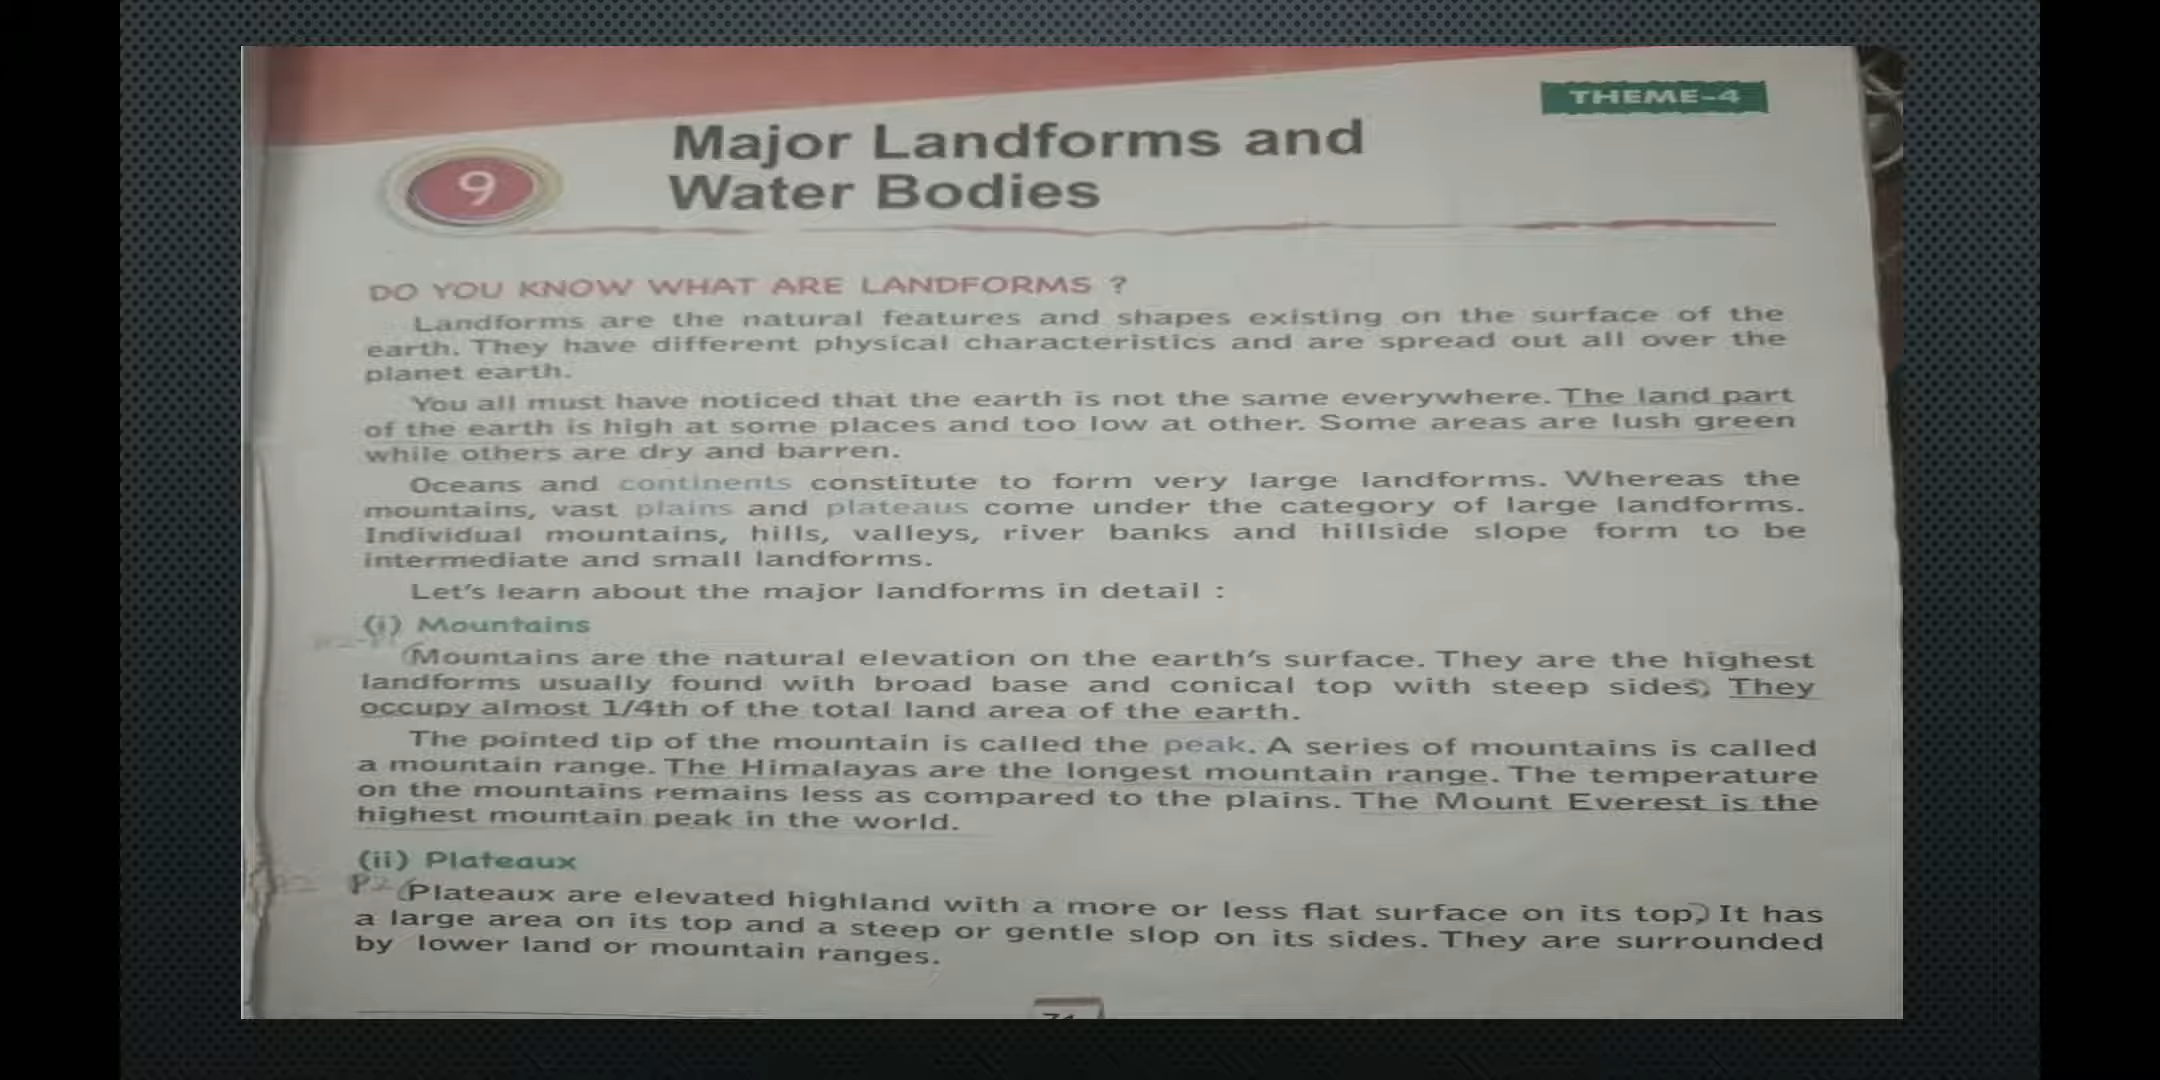 THEME-4
9
Major Landforms and
Water Bodies
DO YOU KNOW WHAT ARE LANDFORMS ?
Landforms are the natural features and shapes existing on the surface of the
earth. They have different physical characteristics and are spread out all over the
planet earth.
You all must have noticed that the earth is not the same everywhere. The land part
of the earth is high at some places and too low at other. Some areas are lush green
while others are dry and barren.
Oceans and continents constitute to form very large landforms. Whereas the
mountains, vast plains and plateaus come under the category of large landforms.
Individual mountains, hills, valleys, river banks and hillside slope form to be
intermediate and small landforms.
Let's learn about the major landforms in detail :
(i) Mountains
(Mountains are the natural elevation on the earth's surface. They are the highest
landforms usually found with broad base and conical top with steep sides) They
occupy almost 1/4th of the total land area of the earth.
The pointed tip of the mountain is called the peak. A series of mountains is called
a mountain range. The Himalayas are the longest mountain range. The temperature
on the mountains remains less as compared to the plains. The Mount Everest is the
highest mountain peak in the world.
(ii) Plateaux
P2 (Plateaux are elevated highland with a more or less flat surface on its top,) It has
a large area on its top and a steep or gentle slop on its sides. They are surrounded
by lower land or mountain ranges.